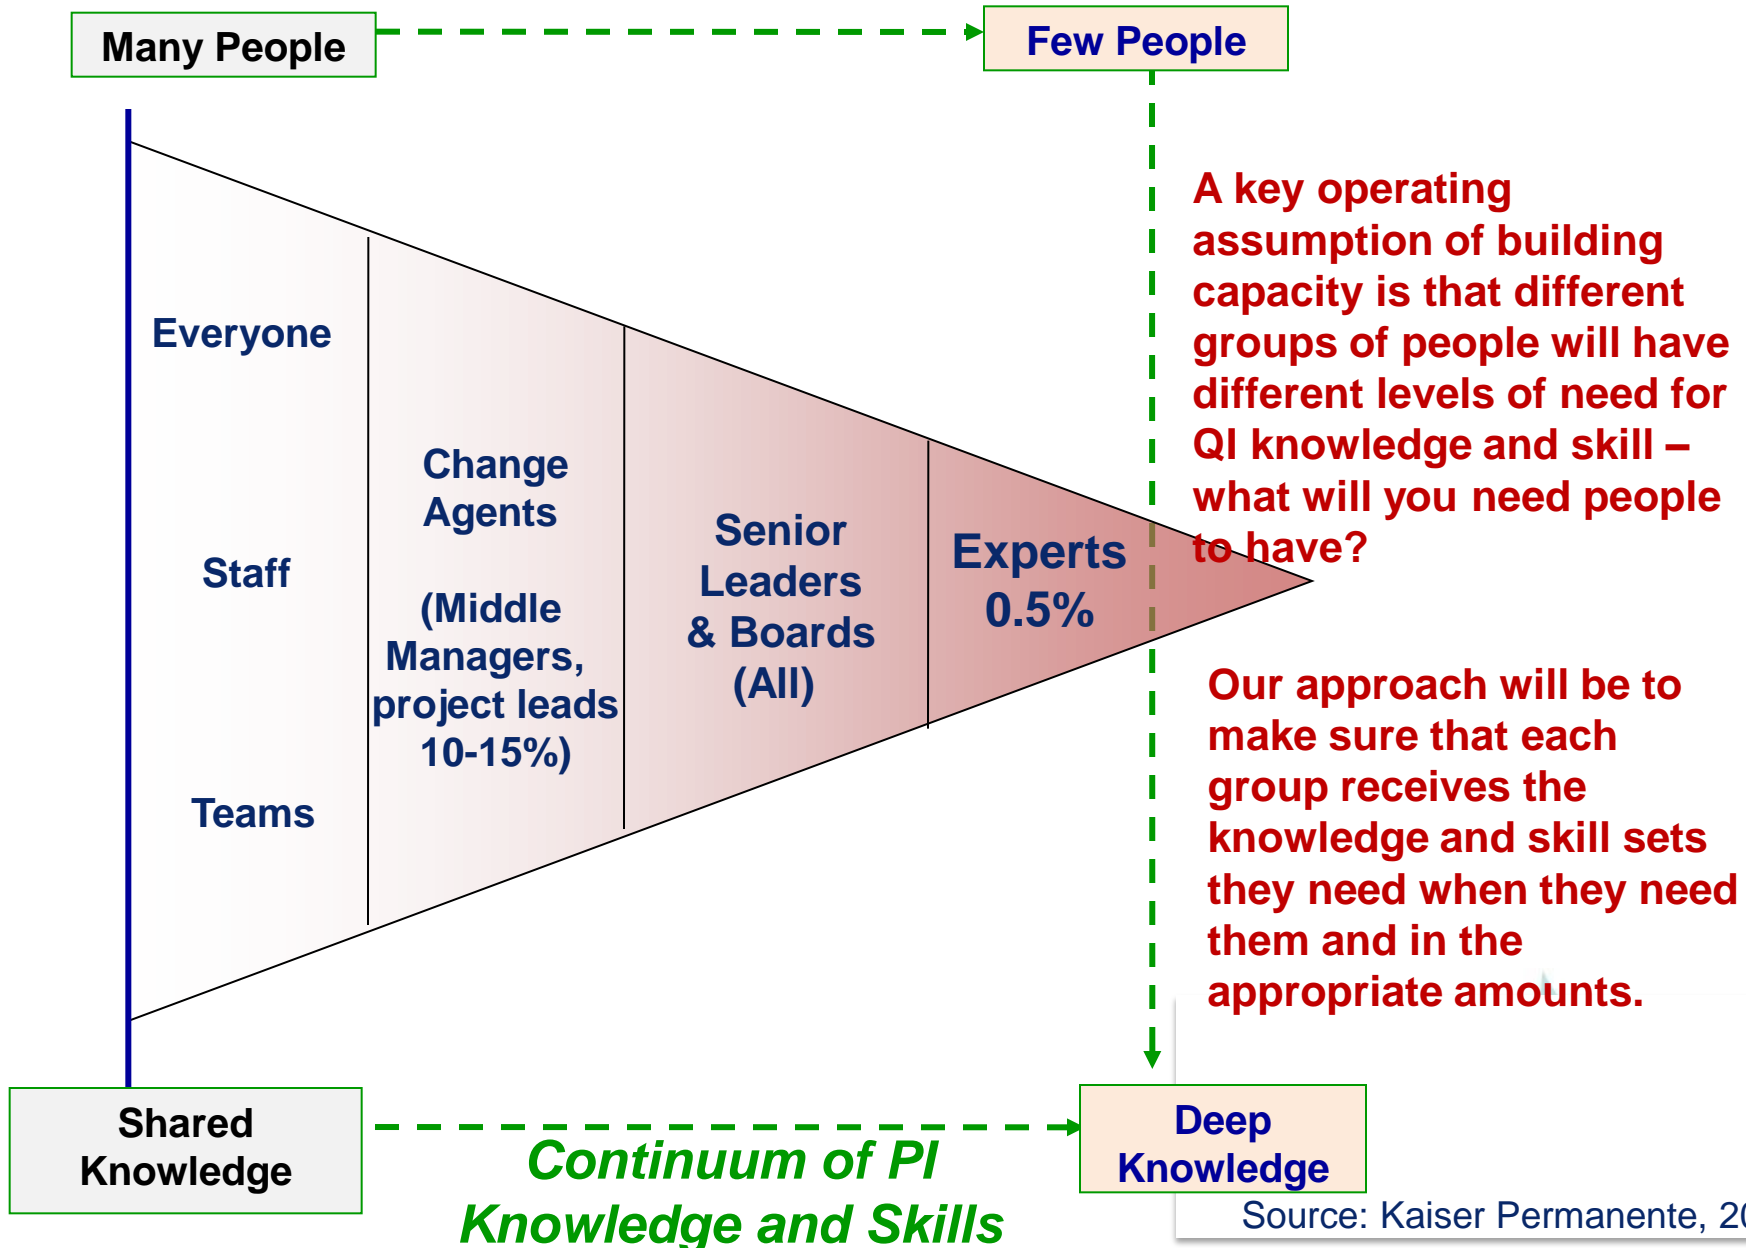 Many People
Few People
A key operating
assumption of building
capacity is that different
groups of people will have
different levels of need for
QI knowledge and skill –
what will you need people
to have?
Everyone
Staff
Teams
Change
Agents
(Middle
Managers,
project leads
10-15%)
Senior
Leaders
& Boards
(All)
Experts
0.5%
Our approach will be to
make sure that each
group receives the
knowledge and skill sets
they need when they need
them and in the
appropriate amounts.
Shared
Knowledge
Continuum of PI
Knowledge and Skills
Deep
Knowledge
Source: Kaiser Permanente,